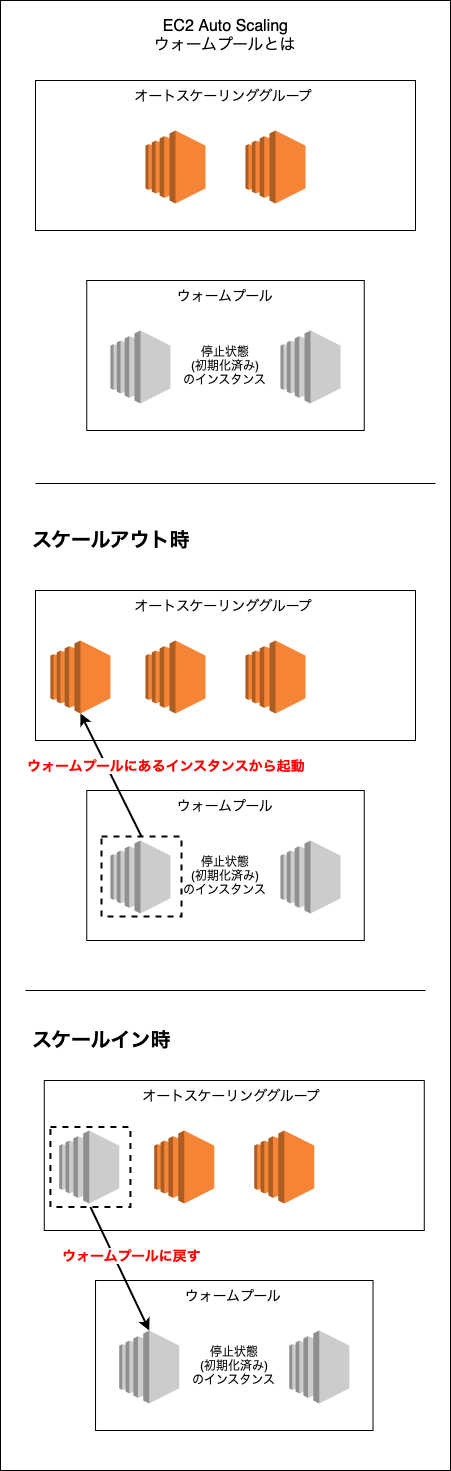 EC2 Auto Scaling
ウォームプールとは
オートスケーリンググループ
ウォームプール
停止状態
(初期化済み)
のインスタンス
スケールアウト時
オートスケーリンググループ
ウォームプールにあるインスタンスから起動
ウォームプール
停止状態
(初期化済み)
のインスタンス
スケールイン時
オートスケーリンググループ
ウォームプールに戻す
ウォームプール
停止状態
(初期化済み)
のインスタンス